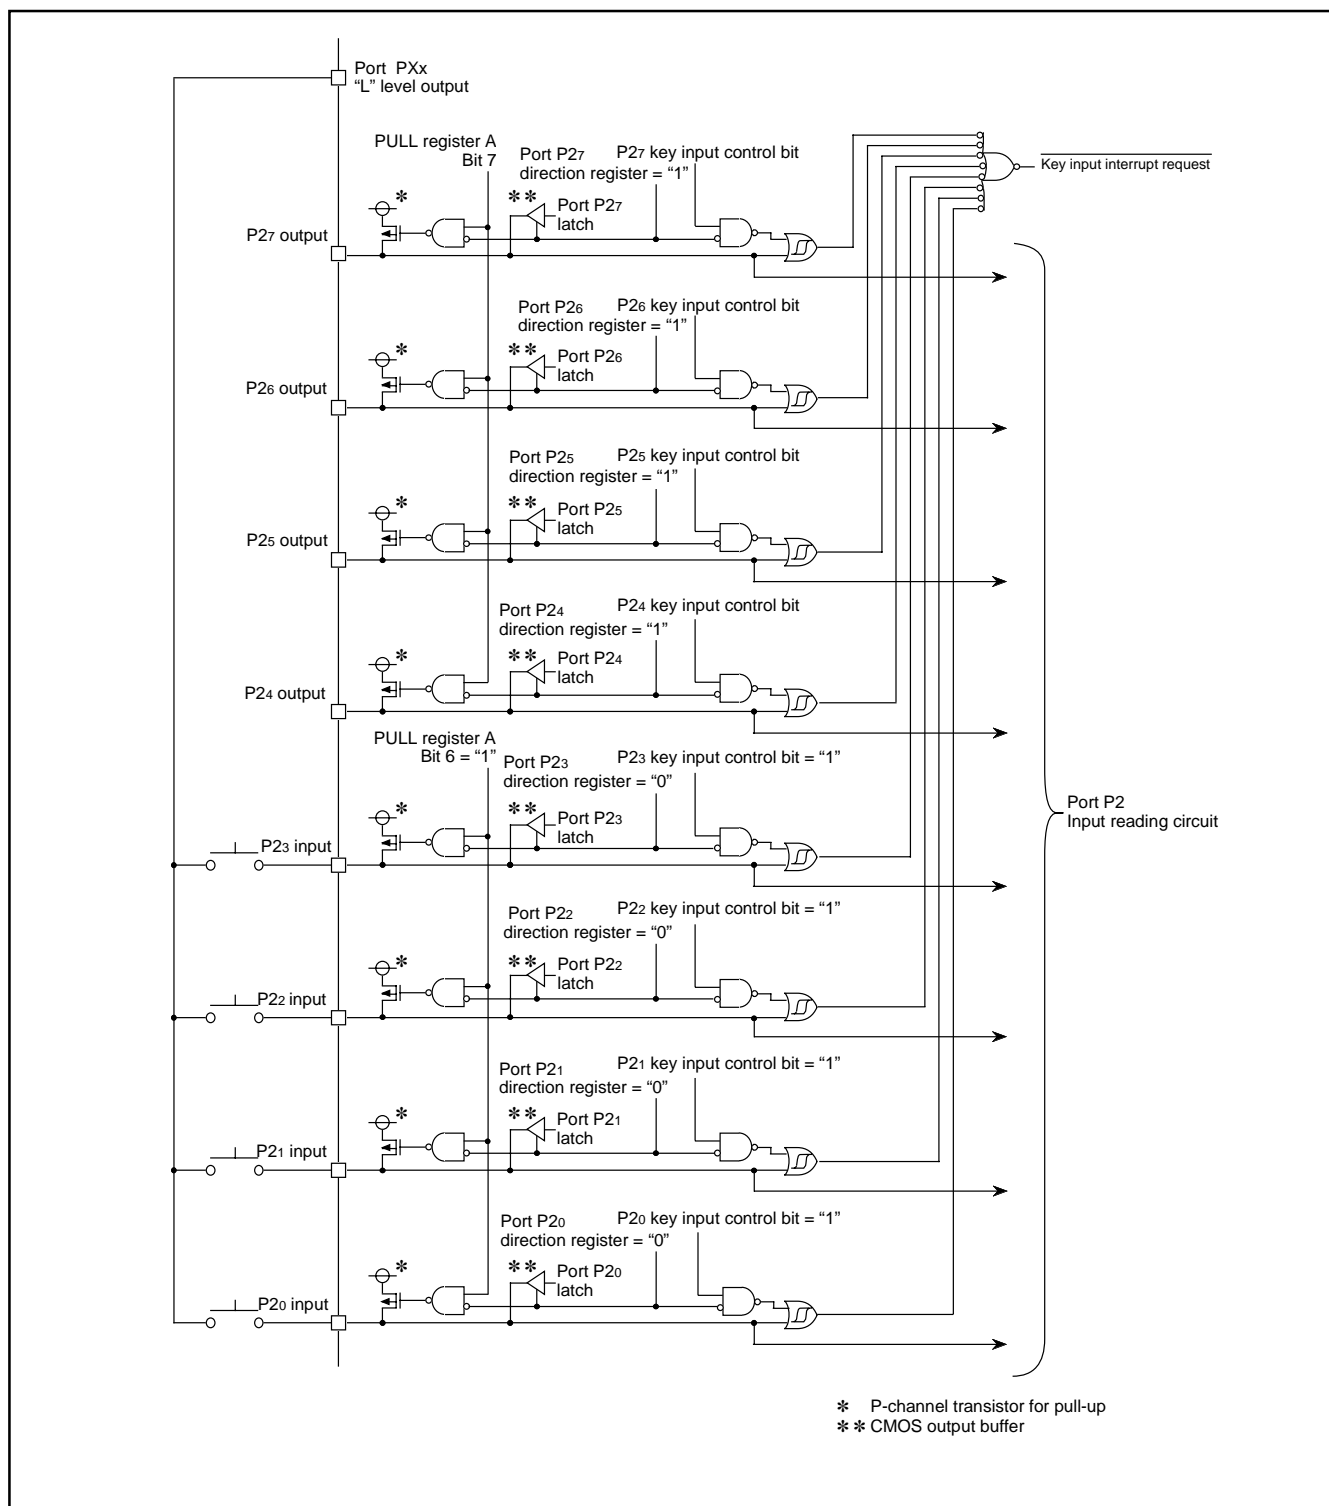 Port PXx
“L” level output
PULL register A
Bit 7
Port P27
direction register = “1”
P27 key input control bit
Key input interrupt request
**
Port P27
latch
*
P27 output
Port P26
direction register = “1”
P26 key input control bit
*
**
Port P26
latch
P26 output
Port P25
direction register = “1”
P25 key input control bit
*
**
Port P25
latch
P25 output
Port P24
direction register = “1”
P24 key input control bit
*
**
Port P24
latch
P24 output
PULL register A
Bit 6 = “1”
Port P23
direction register = “0”
P23 key input control bit = “1”
*
**
Port P23
latch
P23 input
Port P2
Input reading circuit
Port P22
direction register = “0”
P22 key input control bit = “1”
*
**
Port P22
latch
P22 input
Port P21
direction register = “0”
P21 key input control bit = “1”
*
**
Port P21
latch
P21 input
Port P20
direction register = “0”
P20 key input control bit = “1”
*
**
Port P20
latch
P20 input
* P-channel transistor for pull-up
** CMOS output buffer